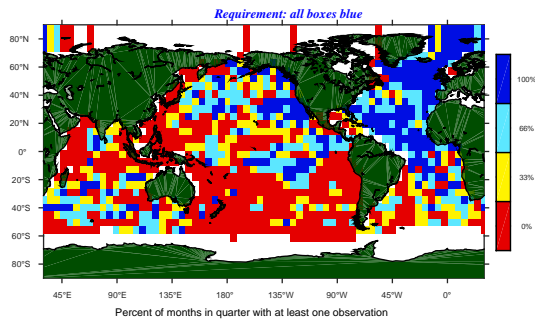 Requirement: all boxes blue
80°N
60°N
40°N
20°N
0°
20°S
40°S
60°S
80°S
100%
66%
33%
0%
45°E 90°E 135°E 180° 135°W 90°W 45°W 0°
Percent of months in quarter with at least one observation